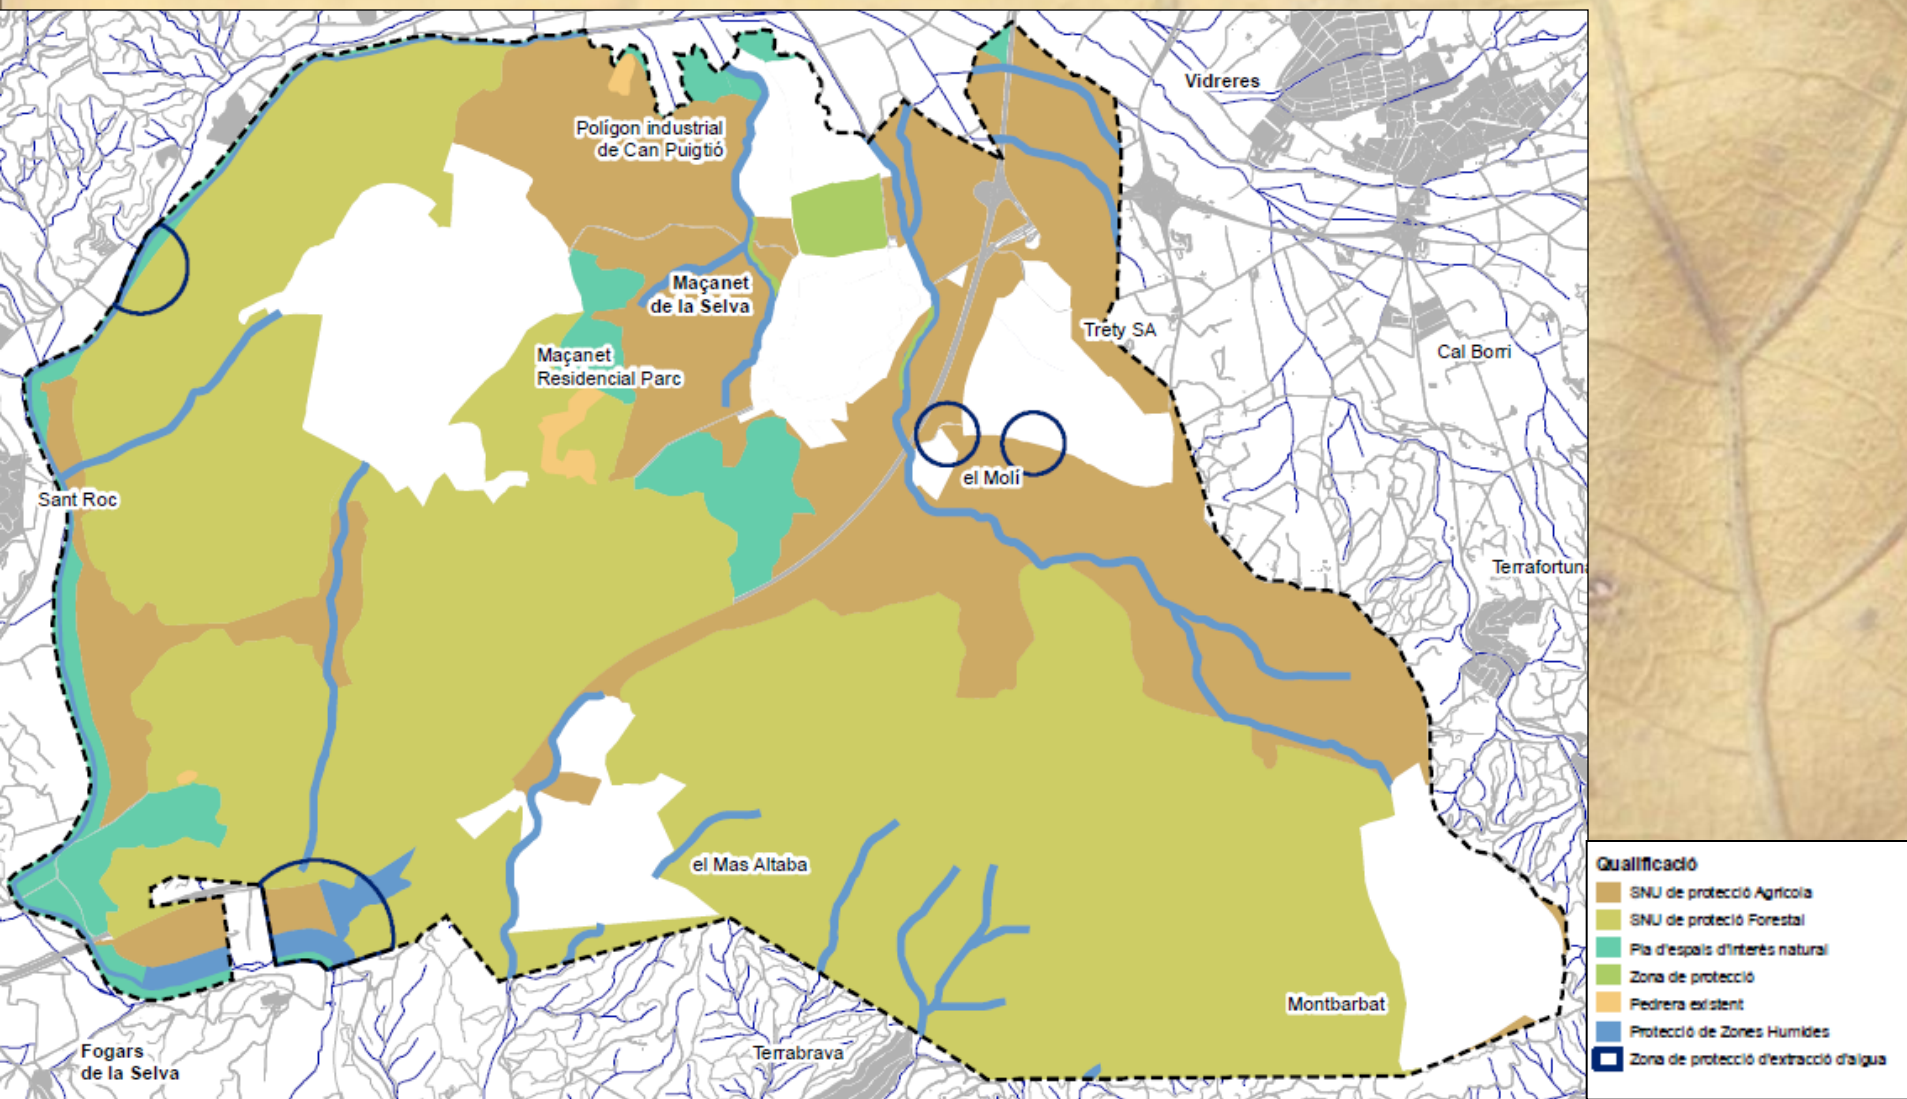 Vidreres
Polígon industrial
de Can Puigtió
Maçanet
de la Selva
Trety SA
Cal Borri
Maçanet
Residencial Parc
el Molí
Sant Roc
Terrafortuna
el Mas Altaba
Montbarbat
Terrabrava
Fogars
de la Selva
Qualificació
SNU de protecció Agrícola
SNU de proteció Forestal
Pla d'espais d'interès natural
Zona de protecció
Pedrera existent
Protecció de Zones Humides
Zona de protecció d'extracció d'aigua